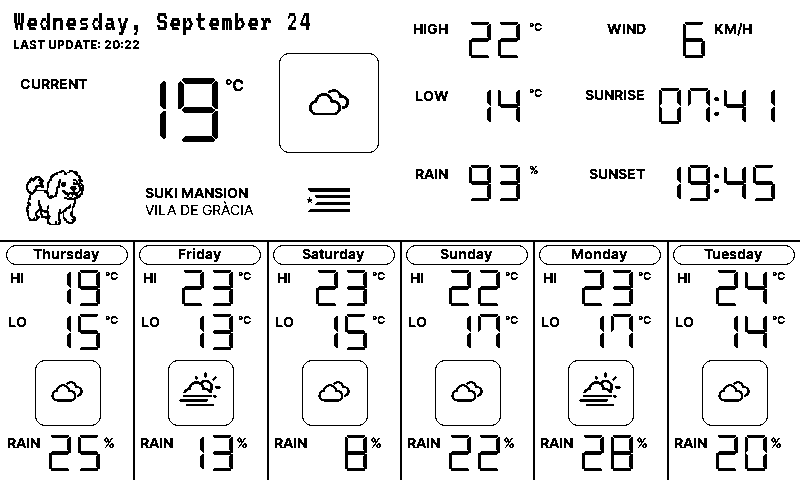 Wednesday, September 24
LAST UPDATE: 20:22
CURRENT 19 °C
HIGH 22 °C
WIND 6 KM/H
LOW 14 °C
SUNRISE 07:41
RAIN 93 %
SUNSET 19:45
SUKI MANSION
VILA DE GRÀCIA
Thursday
HI 19 °C
LO 15 °C
RAIN 25 %
Friday
HI 23 °C
LO 13 °C
RAIN 13 %
Saturday
HI 23 °C
LO 15 °C
RAIN 8 %
Sunday
HI 22 °C
LO 17 °C
RAIN 22 %
Monday
HI 23 °C
LO 17 °C
RAIN 28 %
Tuesday
HI 24 °C
LO 14 °C
RAIN 20 %